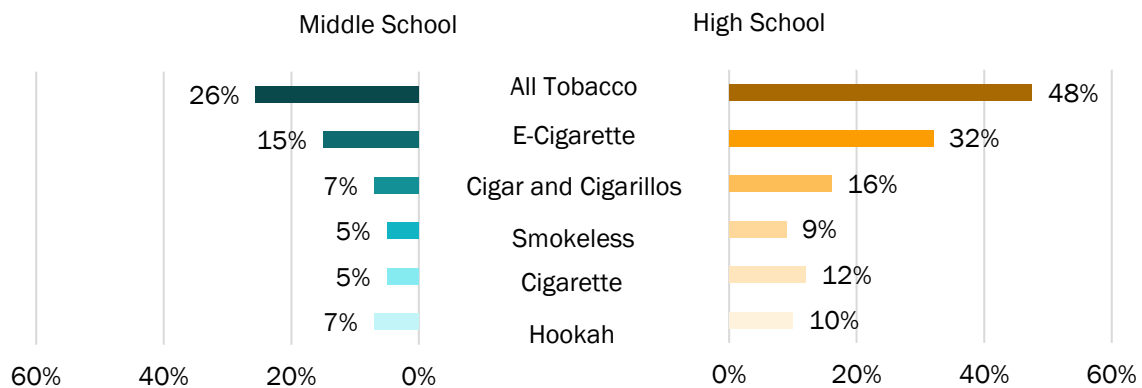 Middle School High School
26% All Tobacco 48%
15% E-Cigarette 32%
7% Cigar and Cigarillos 16%
5% Smokeless 9%
5% Cigarette 12%
7% Hookah 10%
60% 40% 20% 0% 0% 20% 40% 60%